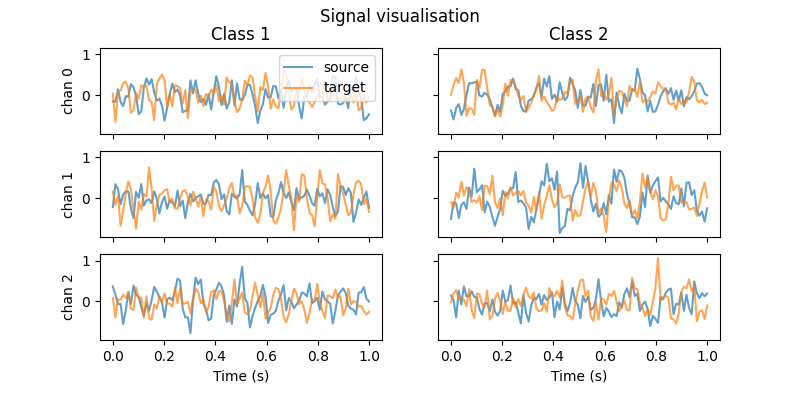 Signal visualisation
Class 1
Class 2
source
target
chan 0
1
0
chan 1
1
0
chan 2
1
0
0.0 0.2 0.4 0.6 0.8 1.0
0.0 0.2 0.4 0.6 0.8 1.0
Time (s)
Time (s)